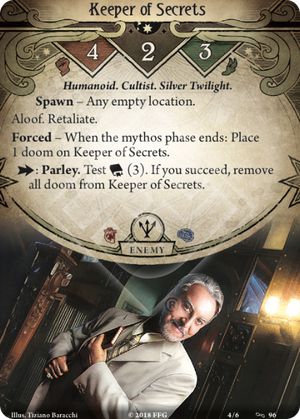 Keeper of Secrets
4 2 3
Humanoid. Cultist. Silver Twilight.
Spawn – Any empty location.
Aloof. Retaliate.
Forced – When the mythos phase ends: Place
1 doom on Keeper of Secrets.
: Parley. Test (3). If you succeed, remove
all doom from Keeper of Secrets.
ENEMY
Illus. Tiziano Baracchi © 2018 FFG 4/6 96